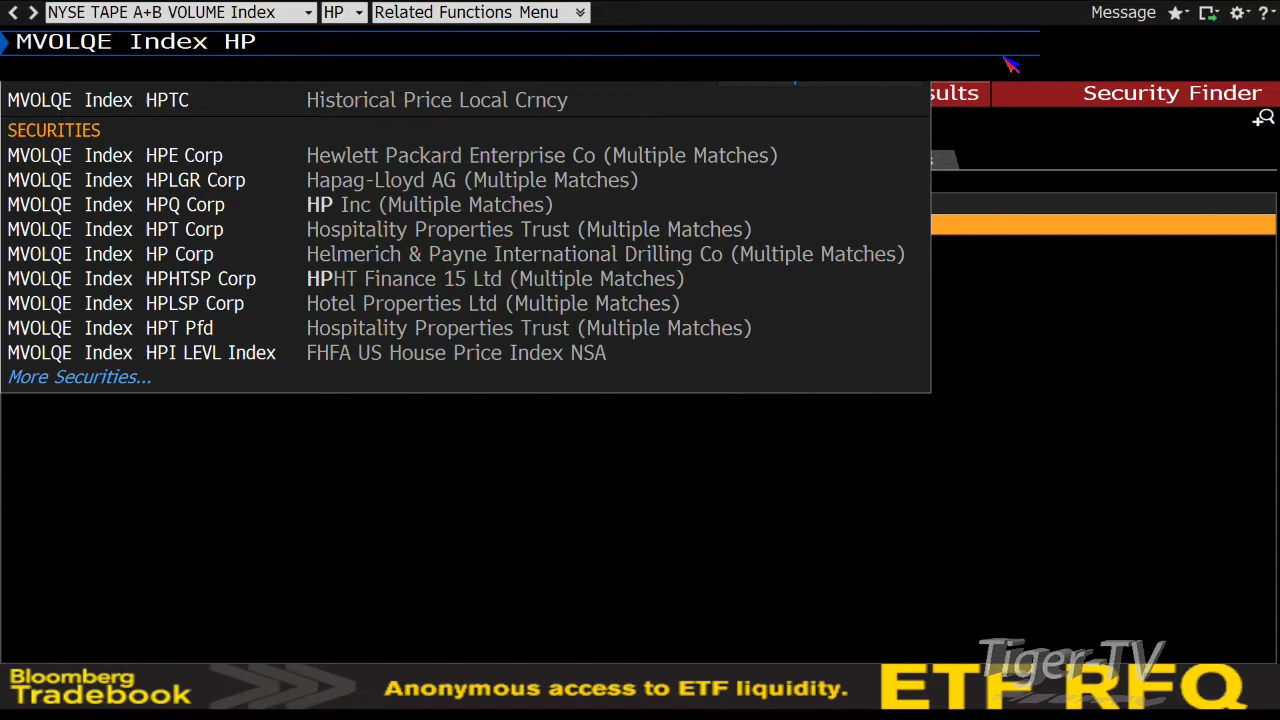 NYSE TAPE A+B VOLUME Index HP Related Functions Menu Message
MVOLQE Index HP
MVOLQE Index HPTC Historical Price Local Crncy
sults Security Finder
SECURITIES
MVOLQE Index HPE Corp Hewlett Packard Enterprise Co (Multiple Matches)
MVOLQE Index HPLGR Corp Hapag-Lloyd AG (Multiple Matches)
MVOLQE Index HPQ Corp HP Inc (Multiple Matches)
MVOLQE Index HPT Corp Hospitality Properties Trust (Multiple Matches)
MVOLQE Index HP Corp Helmerich & Payne International Drilling Co (Multiple Matches)
MVOLQE Index HPHTSP Corp HPHT Finance 15 Ltd (Multiple Matches)
MVOLQE Index HPLSP Corp Hotel Properties Ltd (Multiple Matches)
MVOLQE Index HPT Pfd Hospitality Properties Trust (Multiple Matches)
MVOLQE Index HPI LEVL Index FHFA US House Price Index NSA
More Securities...
Tiger TV
Bloomberg
Tradebook
Anonymous access to ETF liquidity.
ETF RFQ